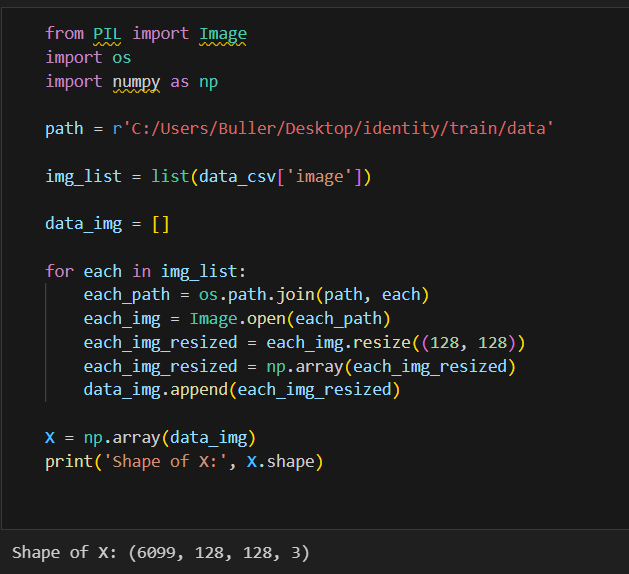 from PIL import Image
import os
import numpy as np
path = r'C:/Users/Buller/Desktop/identity/train/data'
img_list = list(data_csv['image'])
data_img = []
for each in img_list:
    each_path = os.path.join(path, each)
    each_img = Image.open(each_path)
    each_img_resized = each_img.resize((128, 128))
    each_img_resized = np.array(each_img_resized)
    data_img.append(each_img_resized)
X = np.array(data_img)
print('Shape of X:', X.shape)
Shape of X: (6099, 128, 128, 3)